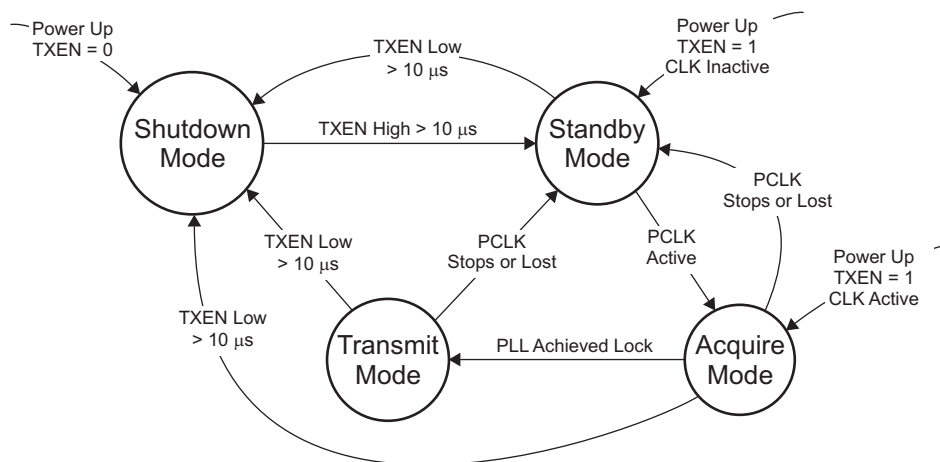 Power Up
TXEN = 0
TXEN Low
> 10 μs
Power Up
TXEN = 1
CLK Inactive
Shutdown
Mode
TXEN High > 10 μs
Standby
Mode
PCLK
Stops or Lost
TXEN Low
> 10 μs
PCLK
Stops or Lost
PCLK
Active
Power Up
TXEN = 1
CLK Active
TXEN Low
> 10 μs
Transmit
Mode
PLL Achieved Lock
Acquire
Mode